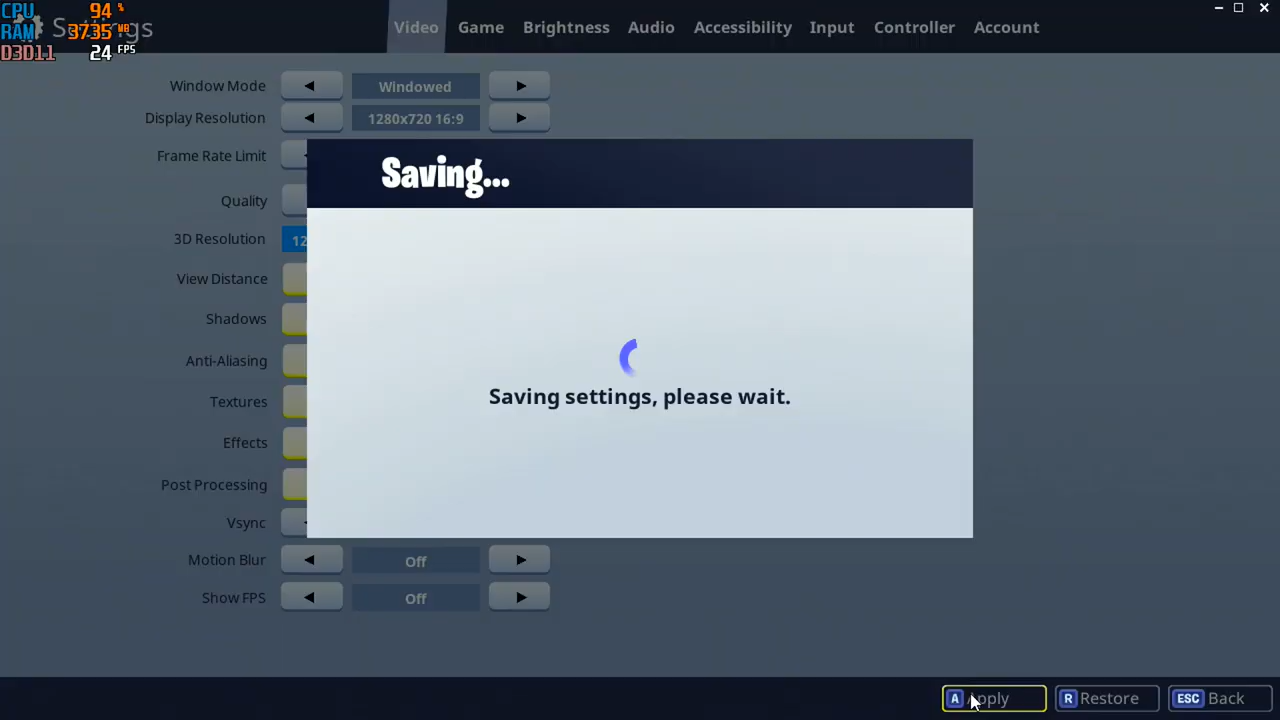 CPU 94 %
RAM 3735 MB
D3D11 24 FPS
Video Game Brightness Audio Accessibility Input Controller Account
Window Mode Windowed
Display Resolution 1280x720 16:9
Frame Rate Limit
Saving...
Quality
3D Resolution 12
View Distance
Shadows
Anti-Aliasing
Saving settings, please wait.
Textures
Effects
Post Processing
Vsync
Motion Blur Off
Show FPS Off
A Apply R Restore ESC Back